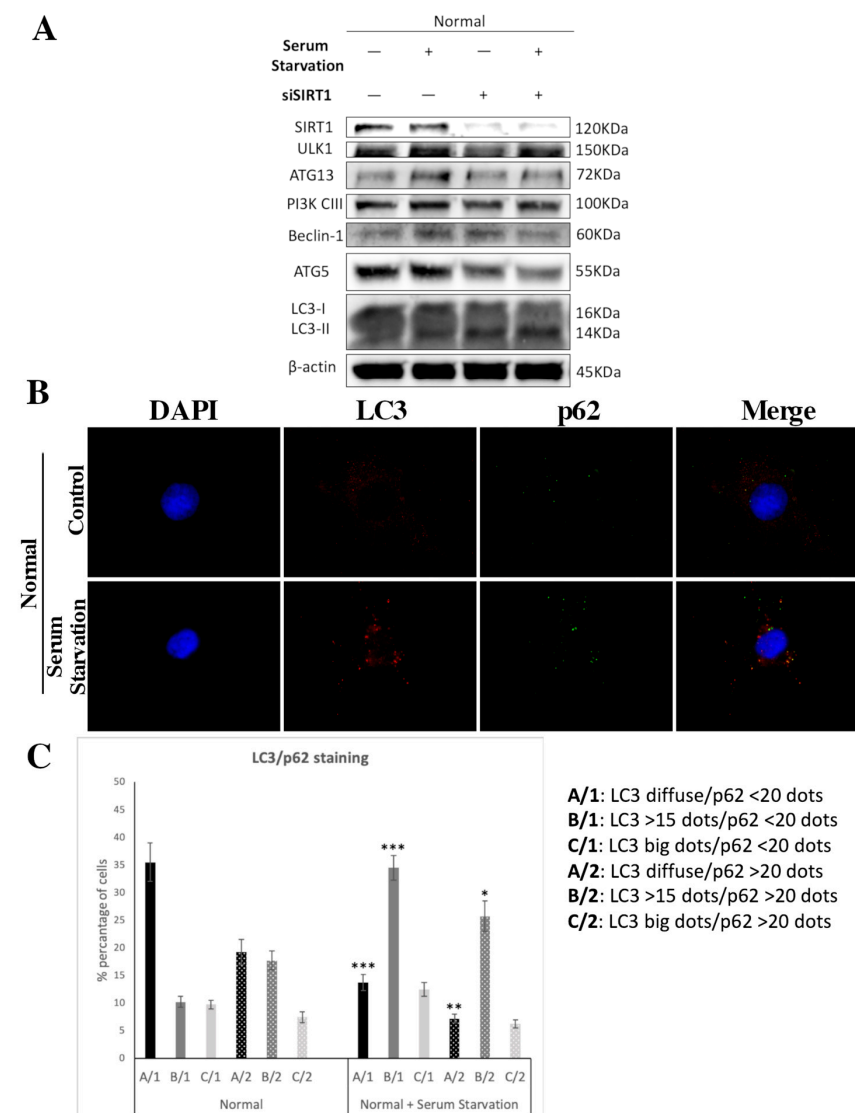 A
Normal
Serum Starvation — + — +
siSIRT1 — — + +
SIRT1 120KDa
ULK1 150KDa
ATG13 72KDa
PI3K CIII 100KDa
Beclin-1 60KDa
ATG5 55KDa
LC3-I 16KDa
LC3-II 14KDa
β-actin 45KDa
B
DAPI LC3 p62 Merge
Normal
Control
Serum Starvation
C
LC3/p62 staining
% percantage of cells
50
45
40
35
30
25
20
15
10
5
0
*** *** ** *
A/1 B/1 C/1 A/2 B/2 C/2 A/1 B/1 C/1 A/2 B/2 C/2
Normal Normal + Serum Starvation
A/1: LC3 diffuse/p62 <20 dots
B/1: LC3 >15 dots/p62 <20 dots
C/1: LC3 big dots/p62 <20 dots
A/2: LC3 diffuse/p62 >20 dots
B/2: LC3 >15 dots/p62 >20 dots
C/2: LC3 big dots/p62 >20 dots